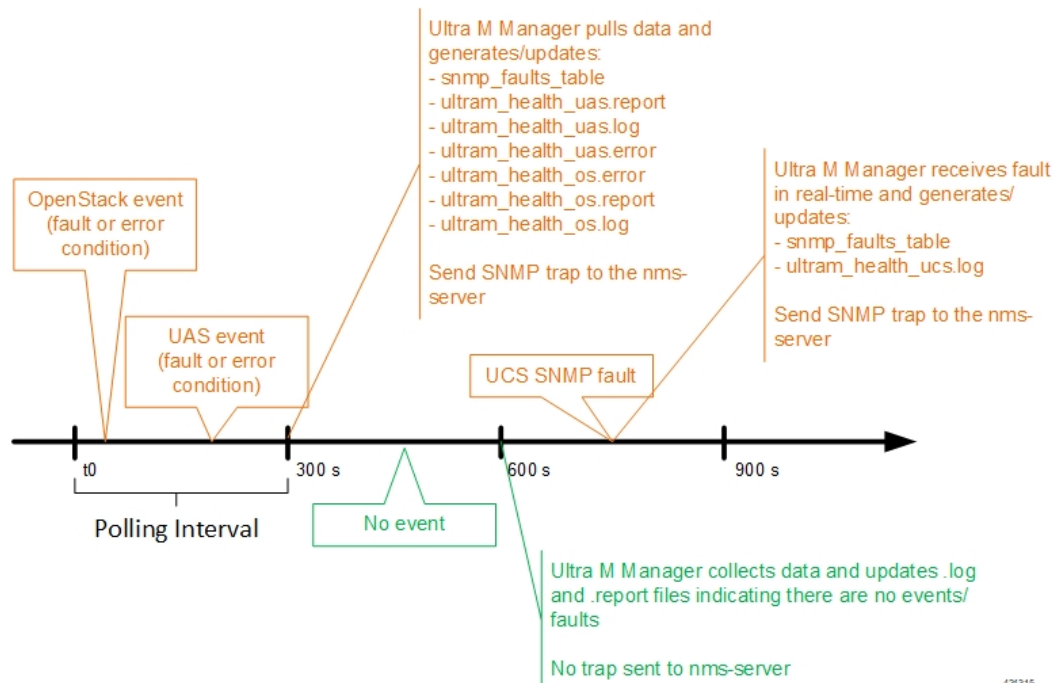 Ultra M Manager pulls data and
generates/updates:
- snmp_faults_table
- ultram_health_uas.report
- ultram_health_uas.log
- ultram_health_uas.error
- ultram_health_os.error
- ultram_health_os.report
- ultram_health_os.log
Send SNMP trap to the nms-
server
Ultra M Manager receives fault
in real-time and generates/
updates:
- snmp_faults_table
- ultram_health_ucs.log
Send SNMP trap to the nms-
server
OpenStack event
(fault or error
condition)
UAS event
(fault or error
condition)
UCS SNMP fault
t0
300 s
600 s
900 s
Polling Interval
No event
Ultra M Manager collects data and updates .log
and .report files indicating there are no events/
faults
No trap sent to nms-server